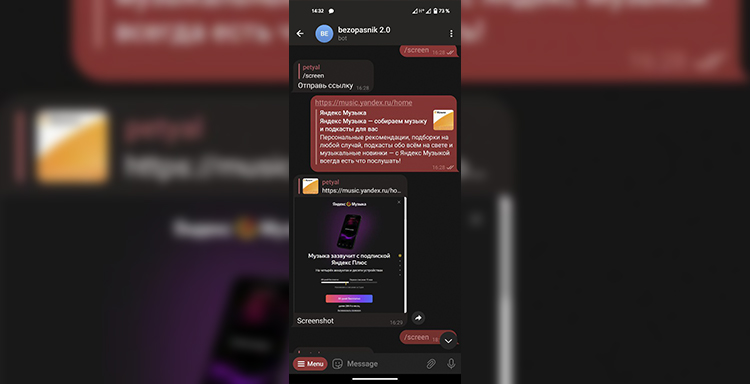 14:32
H+
73 %
BE
bezopasnik 2.0
bot
/screen 16:28
petyal
/screen
Отправь ссылку 16:28
https://music.yandex.ru/home
Яндекс Музыка
Яндекс Музыка — собираем музыку
и подкасты для вас
Персональные рекомендации, подборки на
любой случай, подкасты обо всём на свете и
музыкальные новинки — с Яндекс Музыкой
всегда есть что послушать!
16:28
petyal
https://music.yandex.ru/ho...
Яндекс Музыка
Музыка зазвучит с подпиской
Яндекс Плюс
Screenshot 16:29
/screen
Menu
Message